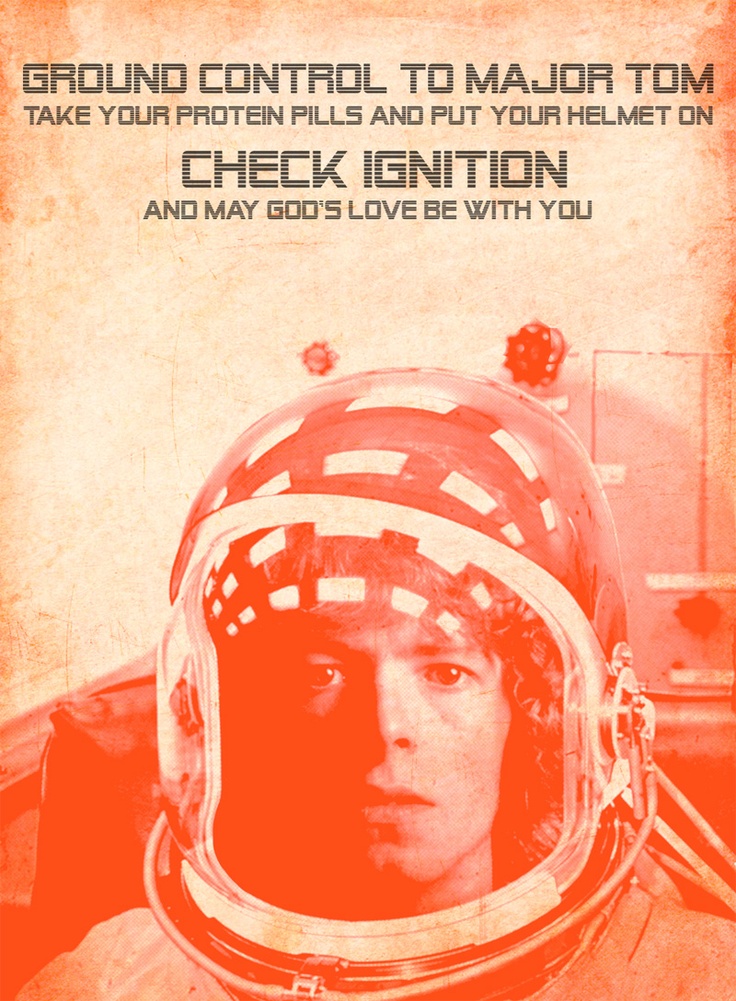 GROUND CONTROL TO MAJOR TOM
TAKE YOUR PROTEIN PILLS AND PUT YOUR HELMET ON
CHECK IGNITION
AND MAY GOD'S LOVE BE WITH YOU